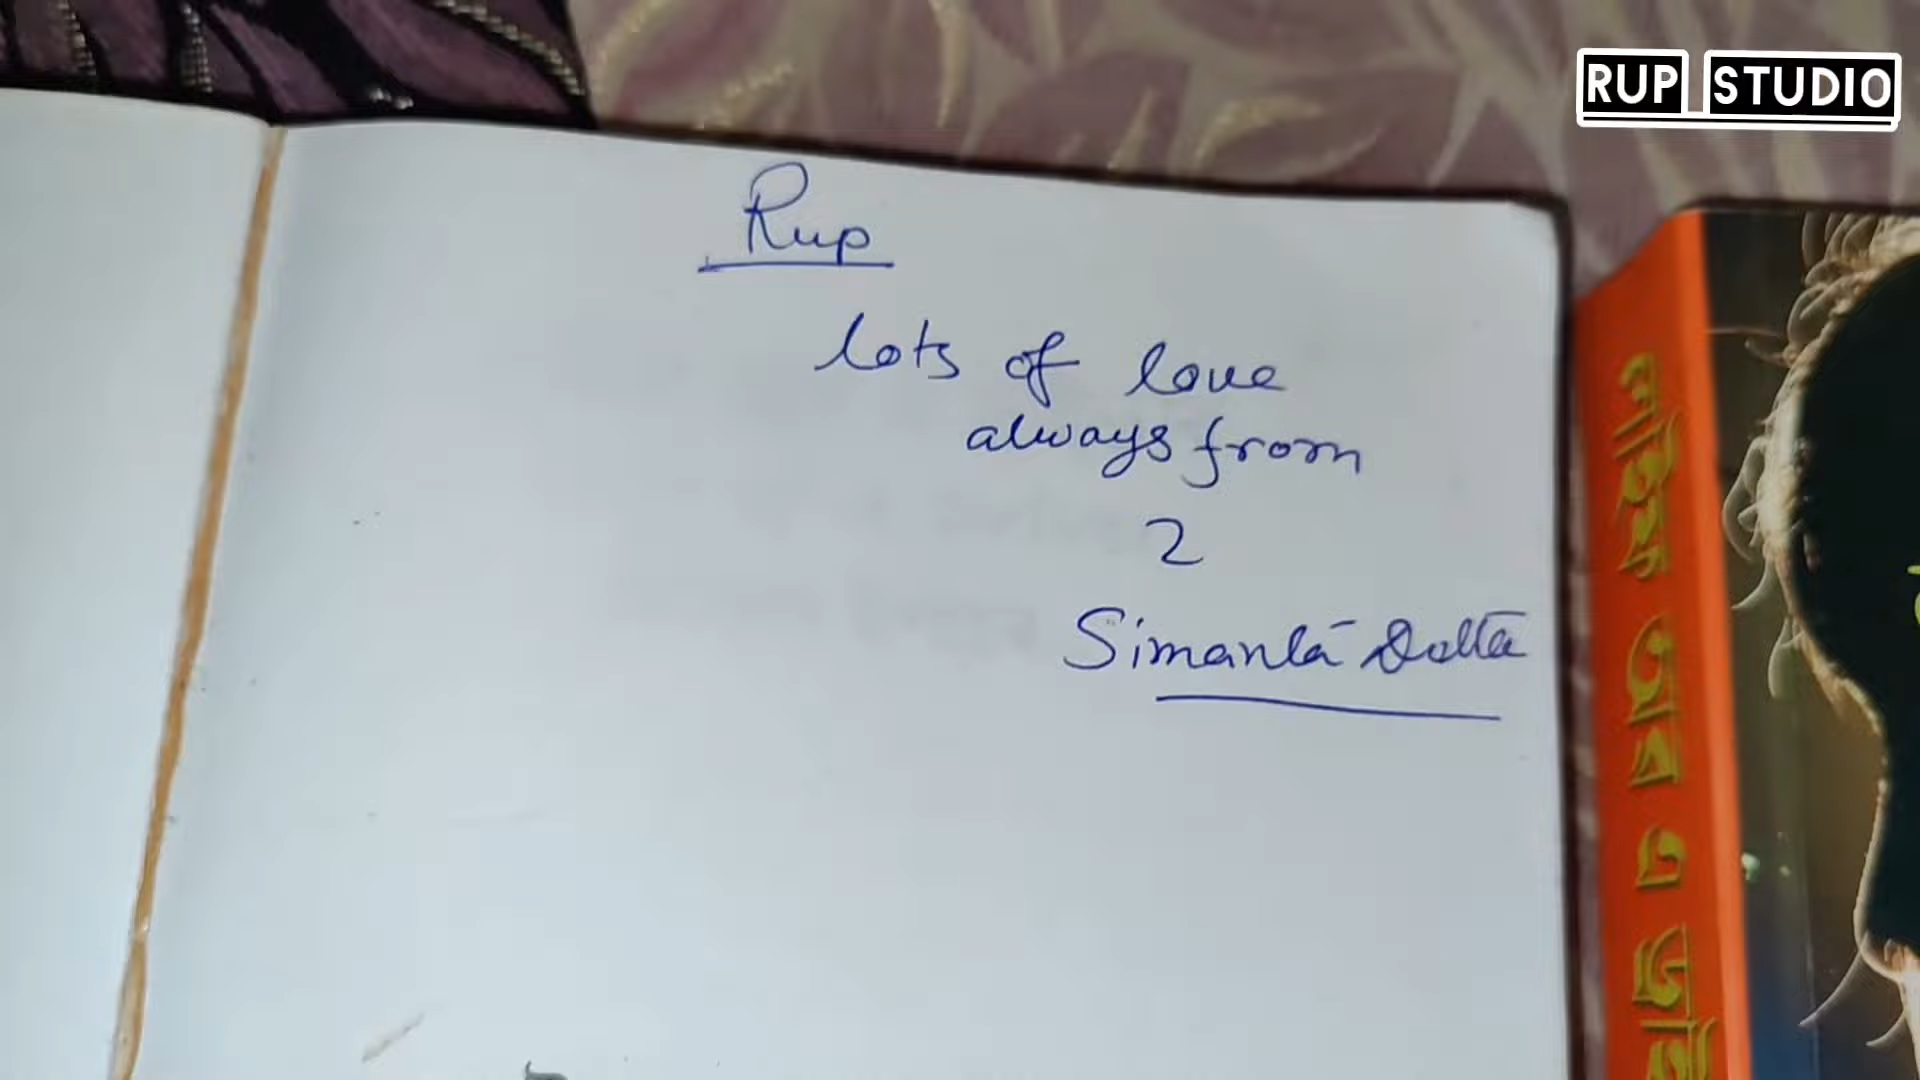 RUP STUDIO
Rup
lots of love
always from
2
Simanta Dutta